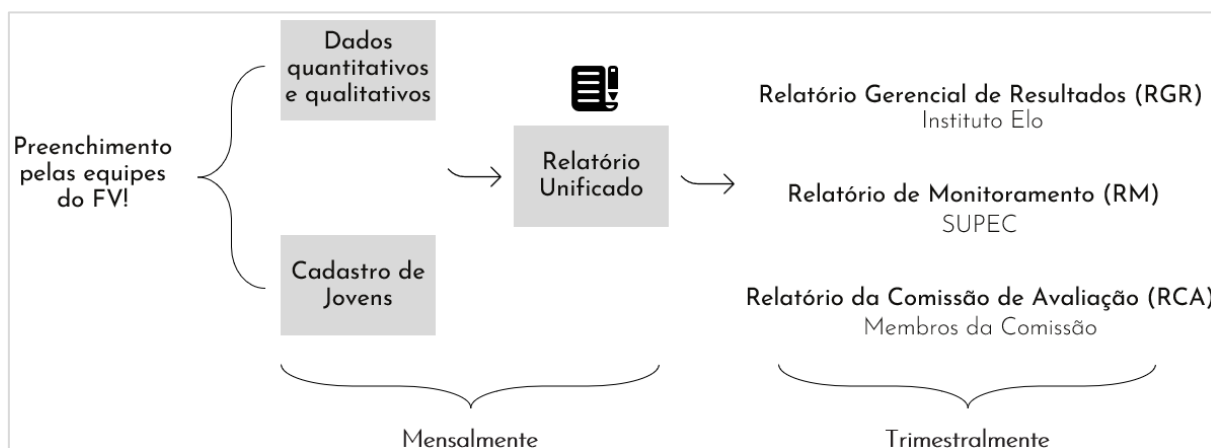 Preenchimento
pelas equipes
do FV!
Dados
quantitativos
e qualitativos
Cadastro de
Jovens
Relatório
Unificado
Relatório Gerencial de Resultados (RGR)
Instituto Elo
Relatório de Monitoramento (RM)
SUPEC
Relatório da Comissão de Avaliação (RCA)
Membros da Comissão
Mensalmente
Trimestralmente